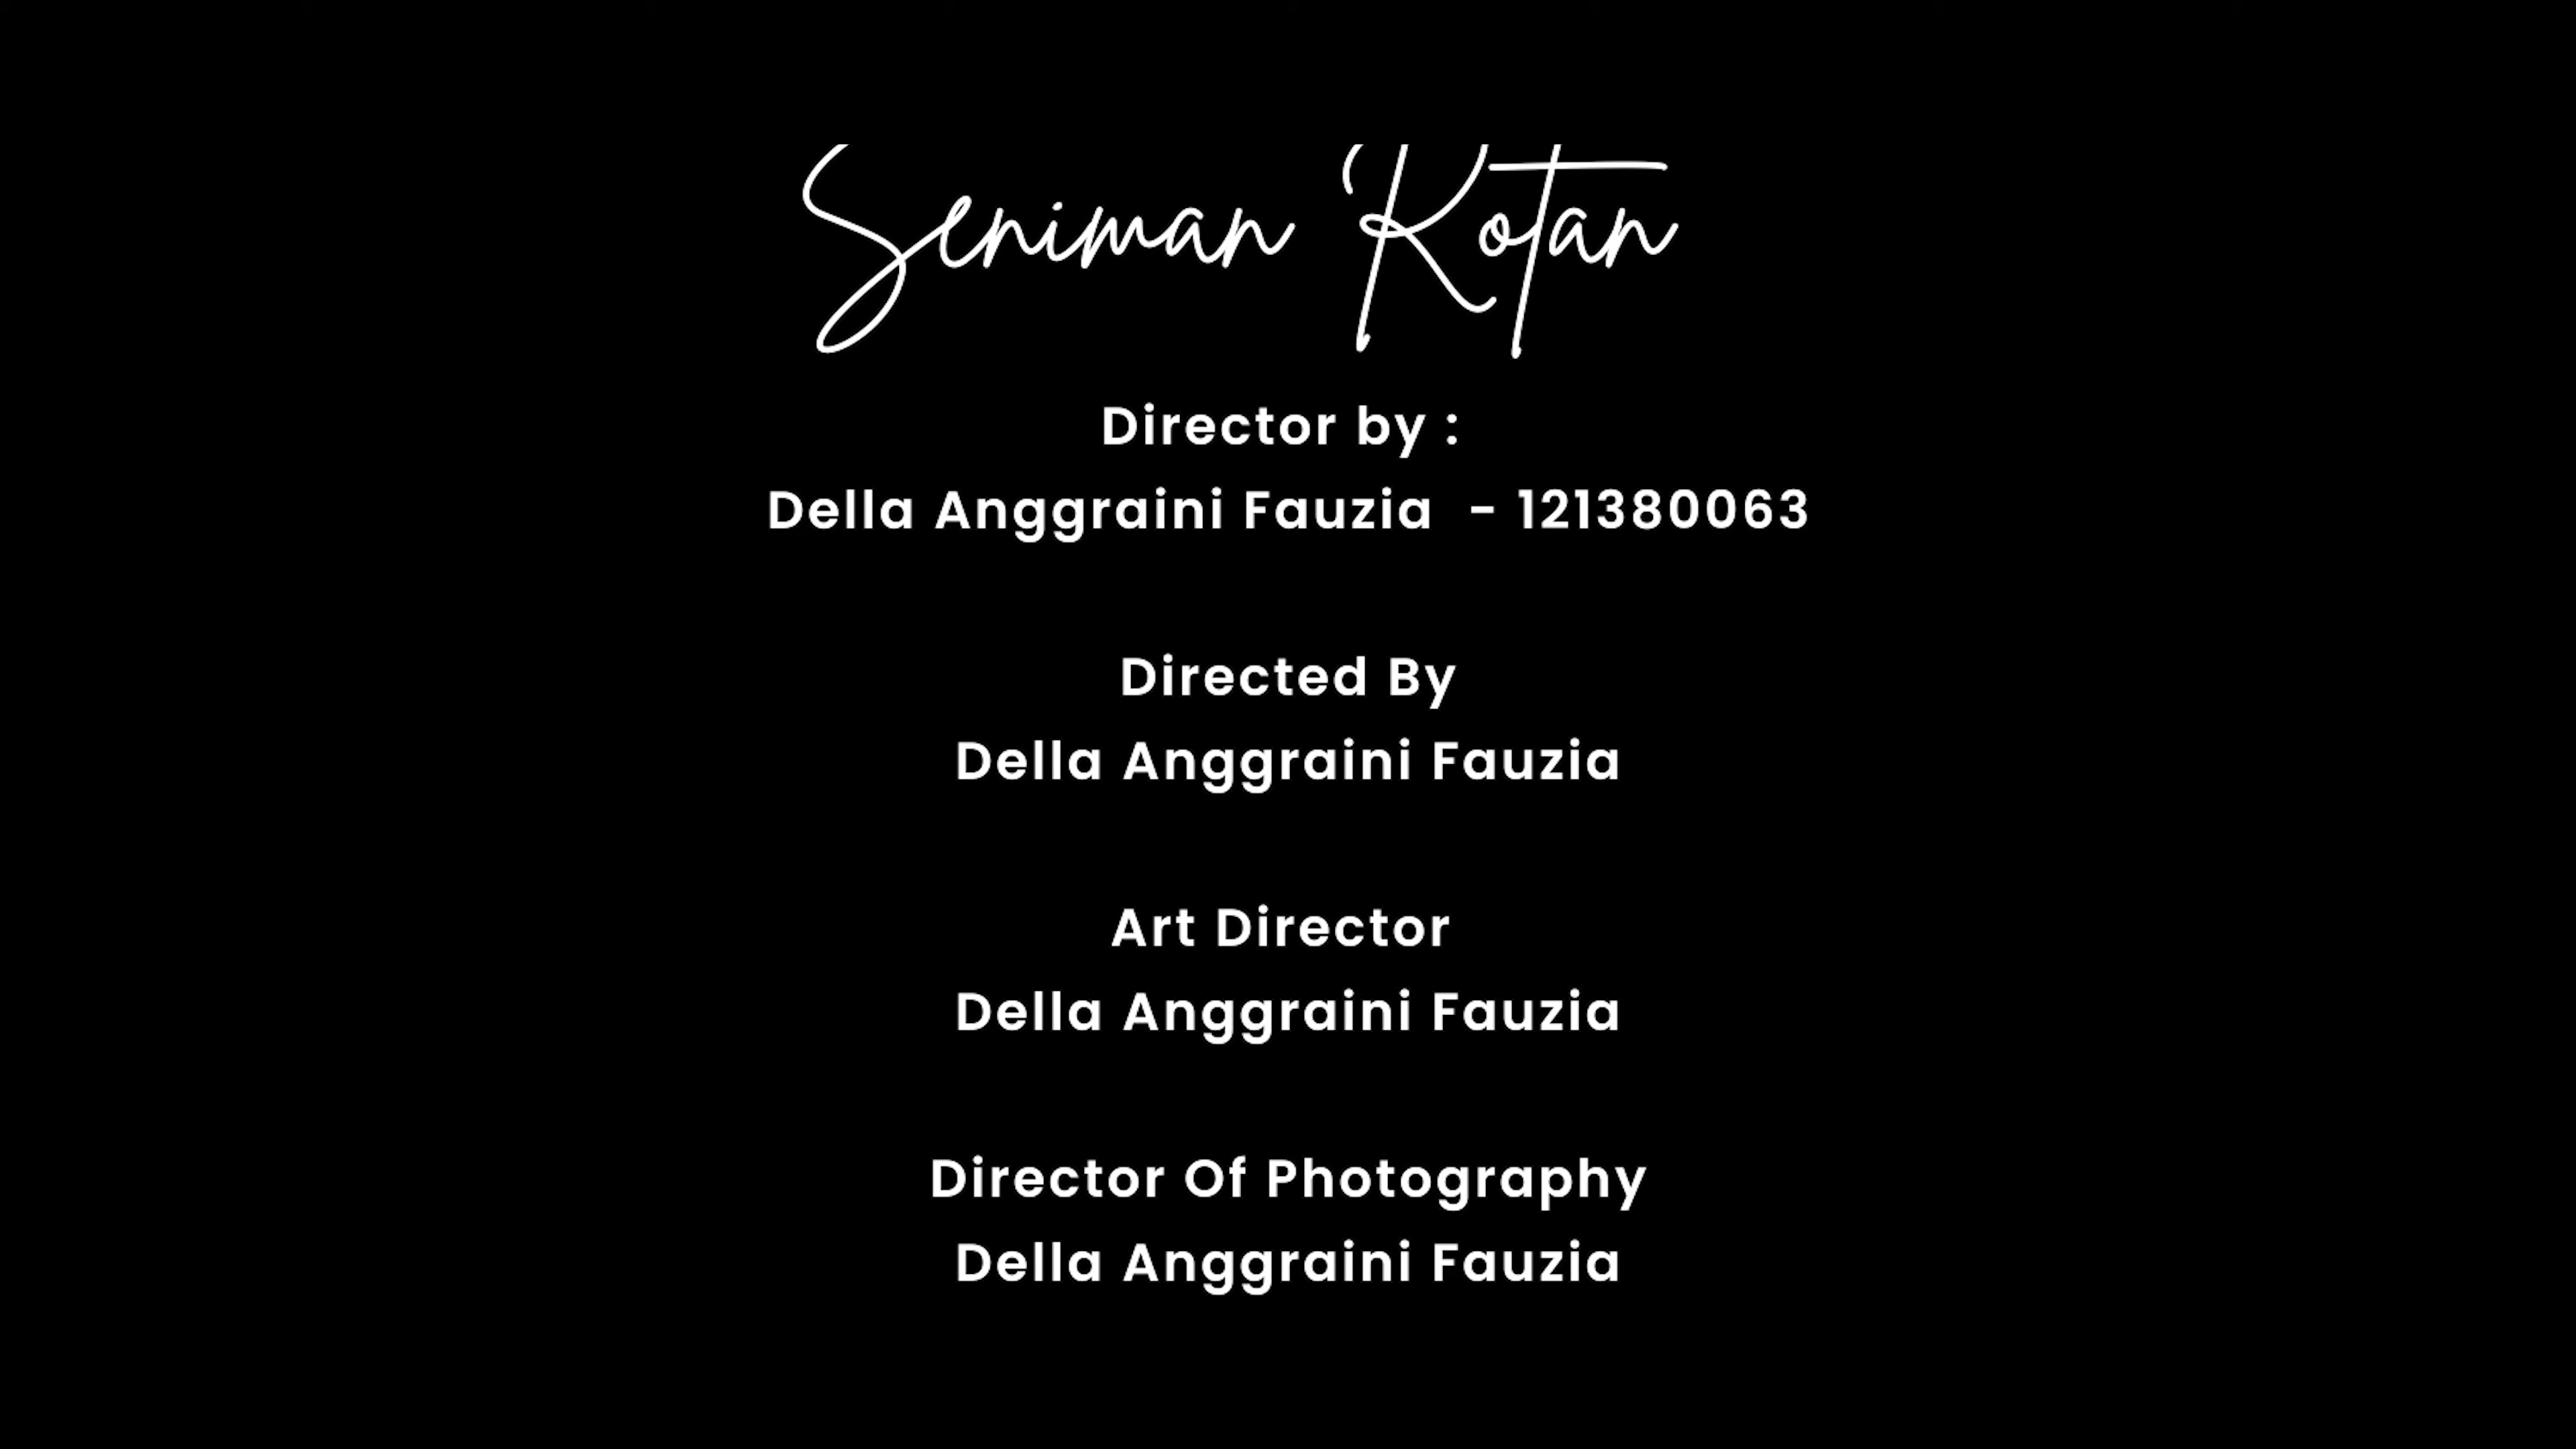 Seniman Rotan
Director by :
Della Anggraini Fauzia - 121380063
Directed By
Della Anggraini Fauzia
Art Director
Della Anggraini Fauzia
Director Of Photography
Della Anggraini Fauzia